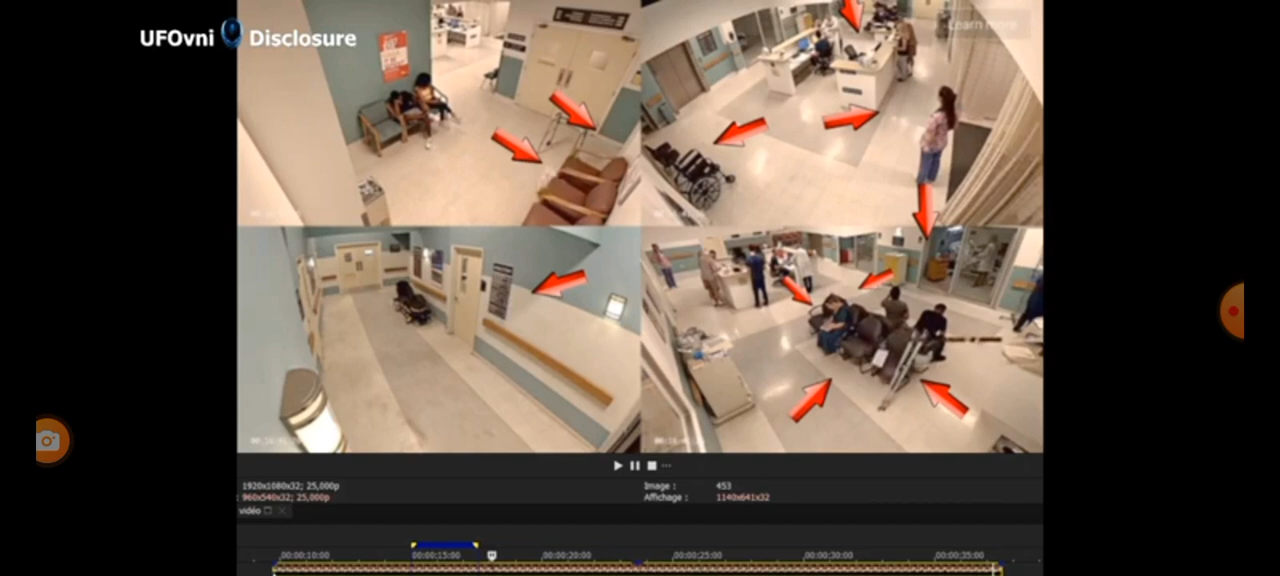 UFOvni Disclosure
Learn more
1920x1080x32; 25,000p
: 960x540x32; 25,000p
Image : 453
Affichage : 1140x641x32
vidéo
00:00:10:00 00:00:15:00 00:00:20:00 00:00:25:00 00:00:30:00 00:00:35:00